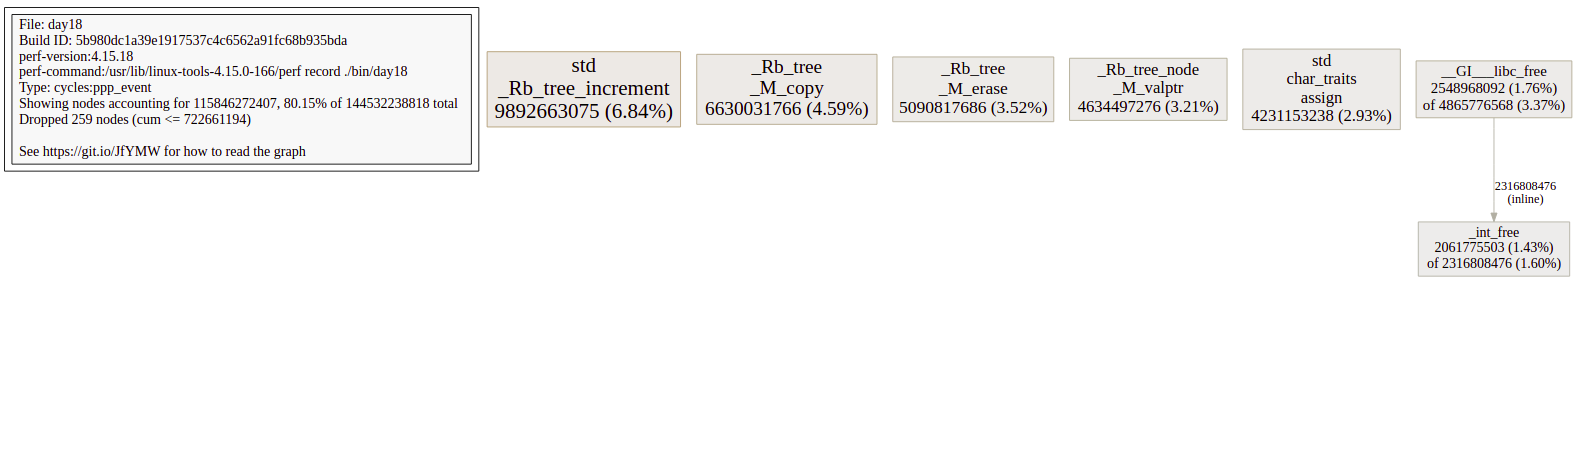 File: day18
Build ID: 5b980dc1a39e1917537c4c6562a91fc68b935bda
perf-version:4.15.18
perf-command:/usr/lib/linux-tools-4.15.0-166/perf record ./bin/day18
Type: cycles:ppp_event
Showing nodes accounting for 115846272407, 80.15% of 144532238818 total
Dropped 259 nodes (cum <= 722661194)
See https://git.io/JfYMW for how to read the graph
std
_Rb_tree_increment
9892663075 (6.84%)
_Rb_tree
_M_copy
6630031766 (4.59%)
_Rb_tree
_M_erase
5090817686 (3.52%)
_Rb_tree_node
_M_valptr
4634497276 (3.21%)
std
char_traits
assign
4231153238 (2.93%)
__GI___libc_free
2548968092 (1.76%)
of 4865776568 (3.37%)
2316808476
(inline)
_int_free
2061775503 (1.43%)
of 2316808476 (1.60%)